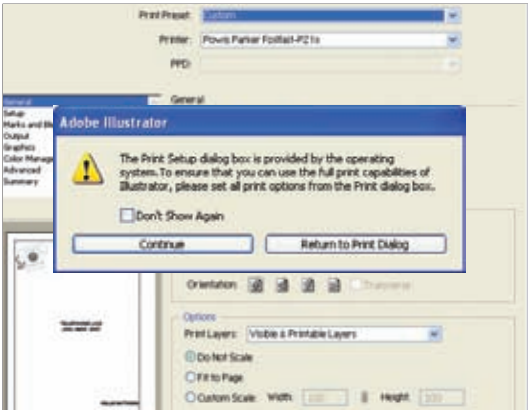 Print Preset: Custom
Printer: Powis Parker Foilfast-P21s
PPD:
General
General
Setup
Marks and
Output
Graphics
Color Manage
Advanced
Summary
Adobe Illustrator
The Print Setup dialog box is provided by the operating
system. To ensure that you can use the full print capabilities of
Illustrator, please set all print options from the Print dialog box.
Don't Show Again
Continue
Return to Print Dialog
Orientation: Transverse
Options
Print Layers: Visible & Printable Layers
Do Not Scale
Fit to Page
Custom Scale Width: 100 Height: 100